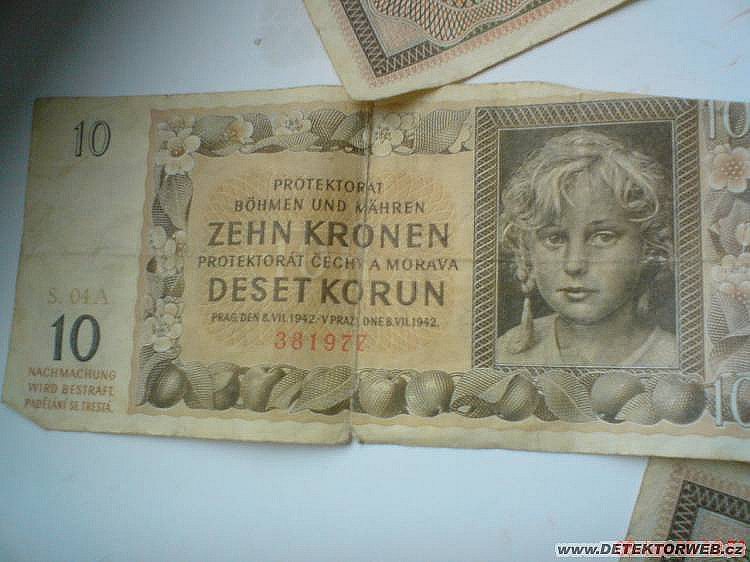 10
10
PROTEKTORAT
BÖHMEN UND MÄHREN
ZEHN KRONEN
PROTEKTORÁT ČECHY A MORAVA
DESET KORUN
PRAG, DEN 8. VII. 1942. · V PRAZE DNE 8. VII. 1942.
381977
S. 04 A
10
NACHMACHUNG
WIRD BESTRAFT.
PADĚLÁNÍ SE TRESTÁ.
10
www.DETEKTORWEB.cz